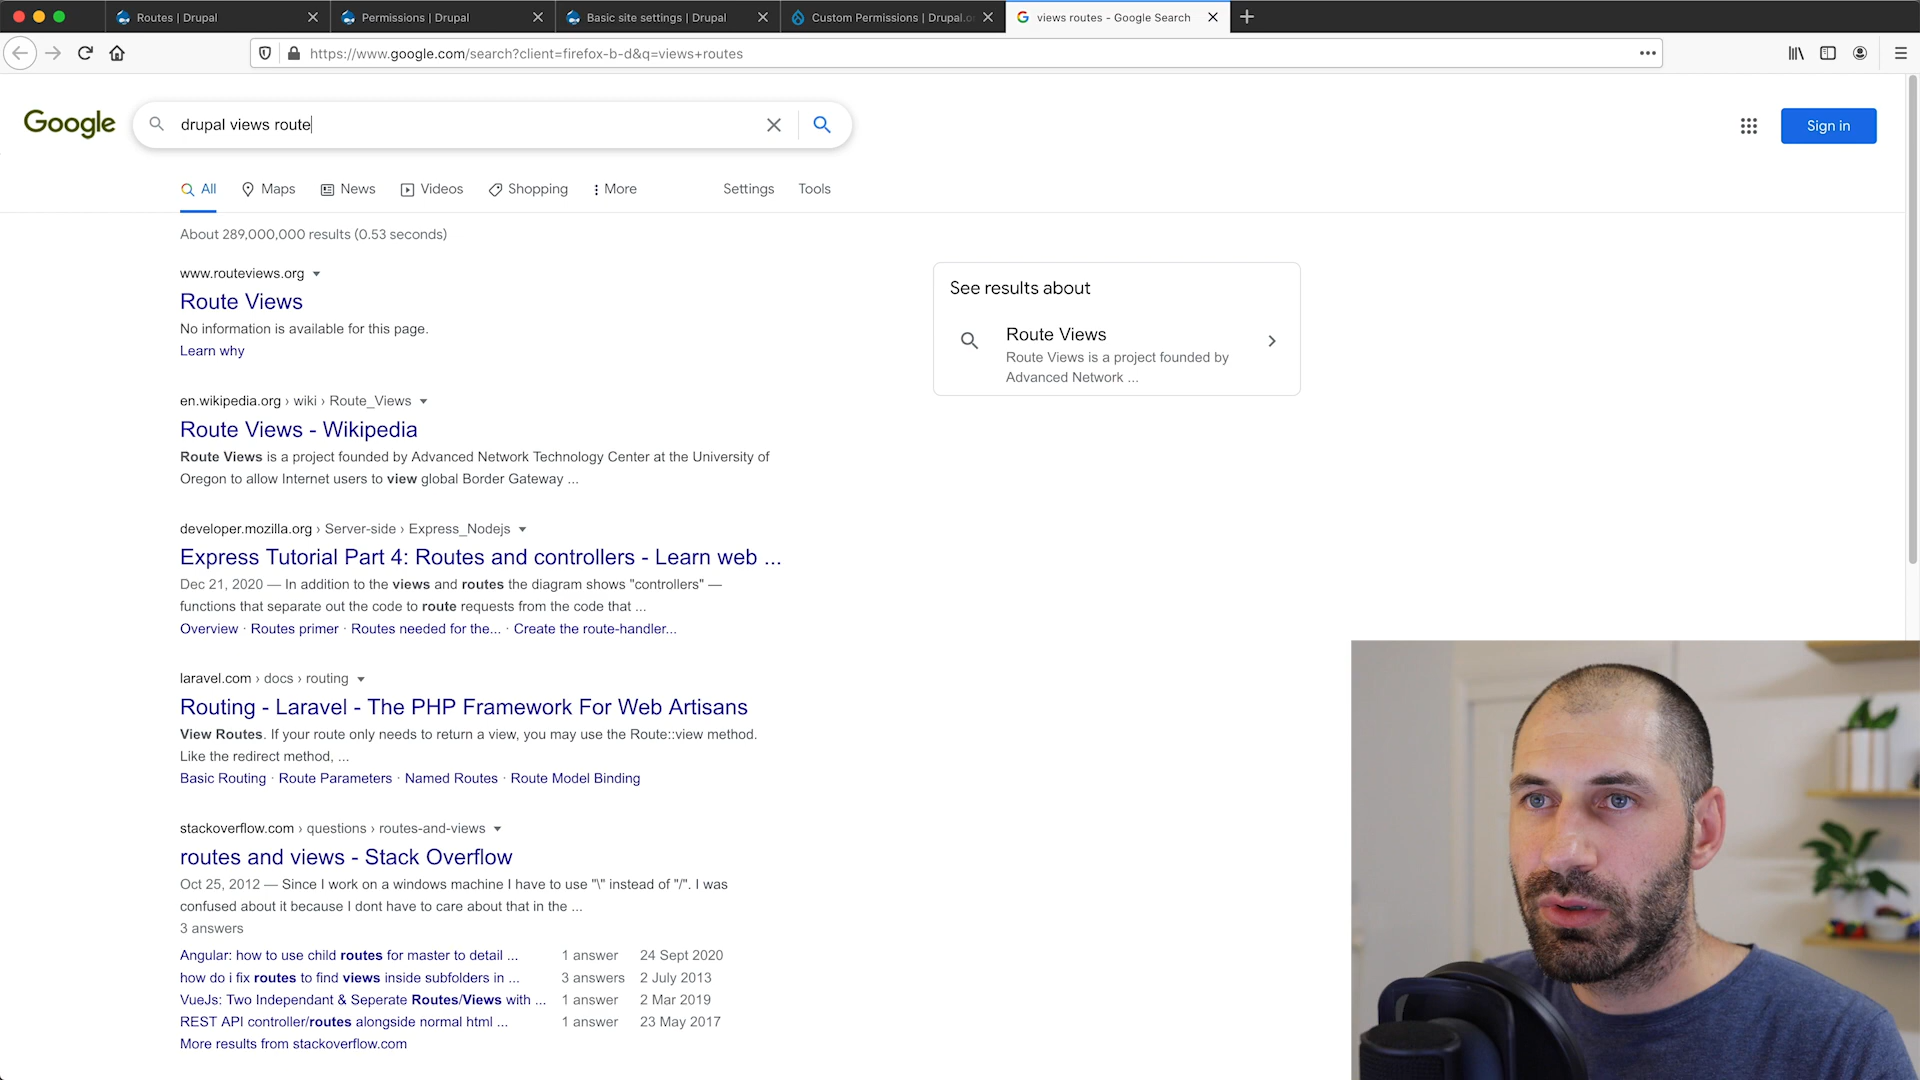 Routes | Drupal
Permissions | Drupal
Basic site settings | Drupal
Custom Permissions | Drupal.or
views routes - Google Search
https://www.google.com/search?client=firefox-b-d&q=views+routes
Google
drupal views route
Sign in
All
Maps
News
Videos
Shopping
More
Settings
Tools
About 289,000,000 results (0.53 seconds)
www.routeviews.org
Route Views
No information is available for this page.
Learn why
See results about
Route Views
Route Views is a project founded by
Advanced Network ...
en.wikipedia.org › wiki › Route_Views
Route Views - Wikipedia
Route Views is a project founded by Advanced Network Technology Center at the University of
Oregon to allow Internet users to view global Border Gateway ...
developer.mozilla.org › Server-side › Express_Nodejs
Express Tutorial Part 4: Routes and controllers - Learn web ...
Dec 21, 2020 — In addition to the views and routes the diagram shows "controllers" —
functions that separate out the code to route requests from the code that ...
Overview · Routes primer · Routes needed for the... · Create the route-handler...
laravel.com › docs › routing
Routing - Laravel - The PHP Framework For Web Artisans
View Routes. If your route only needs to return a view, you may use the Route::view method.
Like the redirect method, ...
Basic Routing · Route Parameters · Named Routes · Route Model Binding
stackoverflow.com › questions › routes-and-views
routes and views - Stack Overflow
Oct 25, 2012 — Since I work on a windows machine I have to use "\" instead of "/". I was
confused about it because I dont have to care about that in the ...
3 answers
Angular: how to use child routes for master to detail ... 1 answer 24 Sept 2020
how do i fix routes to find views inside subfolders in ... 3 answers 2 July 2013
VueJs: Two Independant & Seperate Routes/Views with ... 1 answer 2 Mar 2019
REST API controller/routes alongside normal html ... 1 answer 23 May 2017
More results from stackoverflow.com